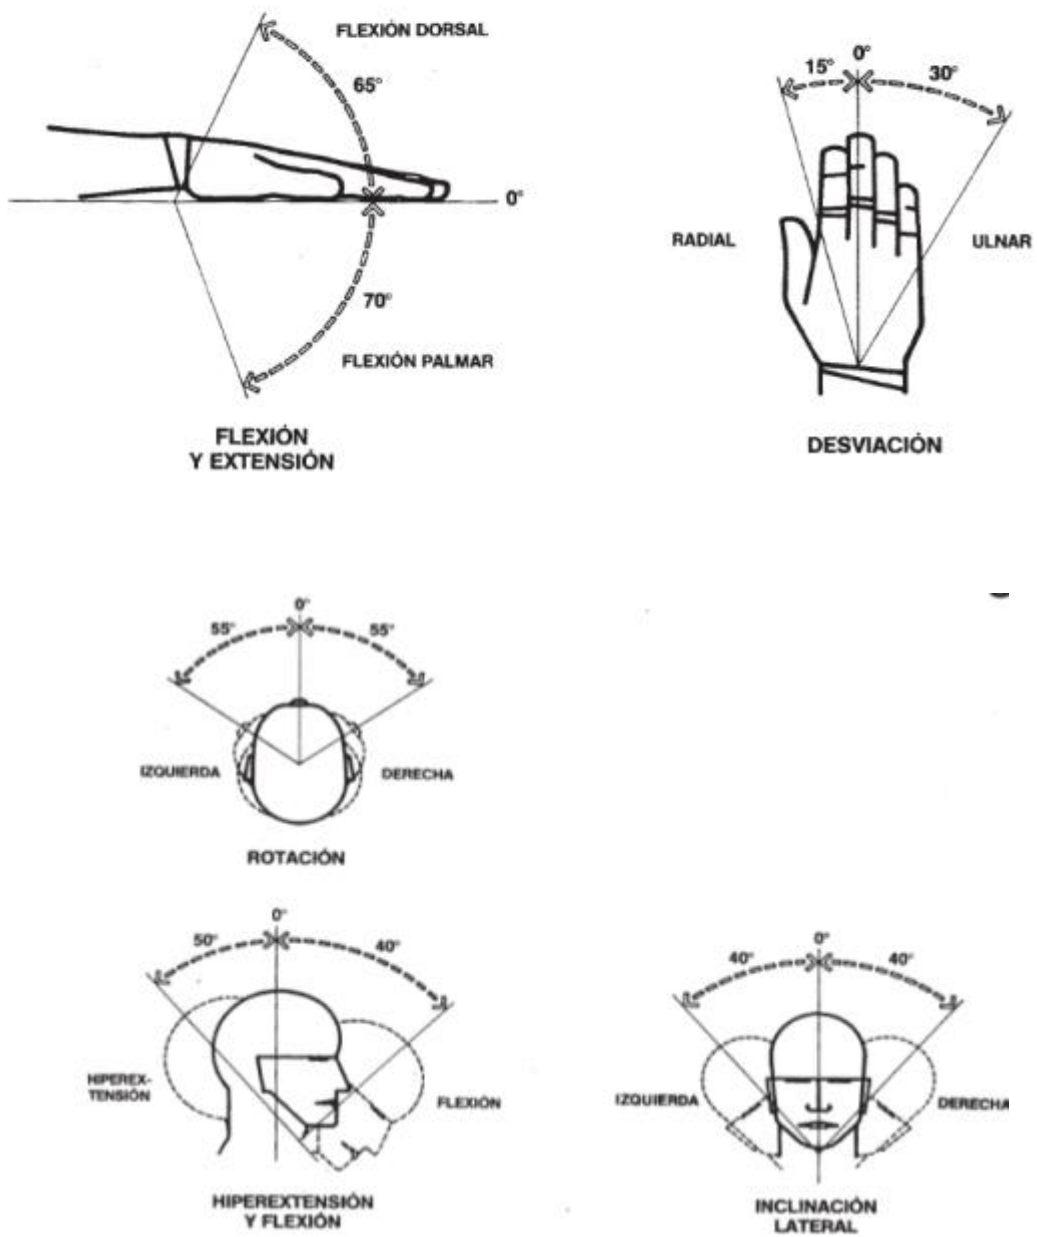 FLEXIÓN DORSAL
65°
0°
70°
FLEXIÓN PALMAR
FLEXIÓN
Y EXTENSIÓN
0°
15°
30°
RADIAL
ULNAR
DESVIACIÓN
0°
55°
55°
IZQUIERDA
DERECHA
ROTACIÓN
0°
50°
40°
HIPEREX-
TENSIÓN
FLEXIÓN
HIPEREXTENSIÓN
Y FLEXIÓN
0°
40°
40°
IZQUIERDA
DERECHA
INCLINACIÓN
LATERAL